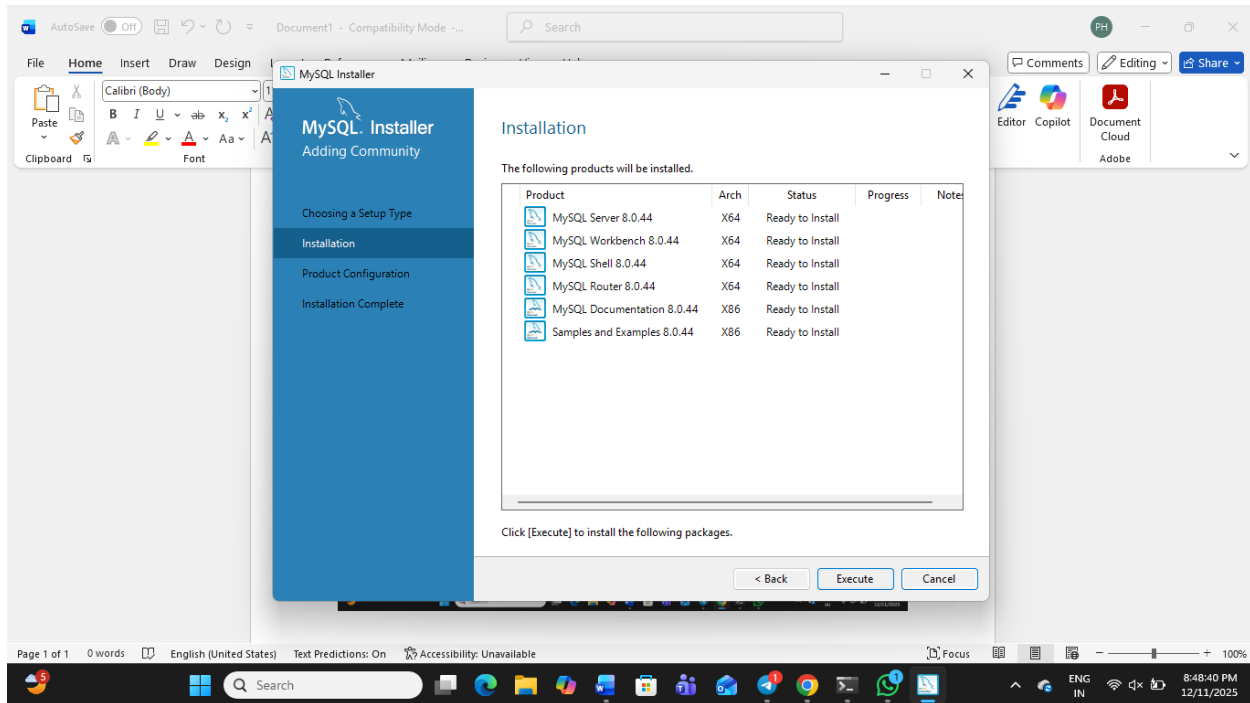 AutoSave Off Document1 - Compatibility Mode -... Search PH
File Home Insert Draw Design Comments Editing Share
MySQL Installer
Calibri (Body)
Paste B I U ab x₂ x² Editor Copilot Document Cloud
A A Aa
Clipboard Font Adobe
MySQL. Installer
Adding Community
Choosing a Setup Type
Installation
Product Configuration
Installation Complete
Installation
The following products will be installed.
Product Arch Status Progress Notes
MySQL Server 8.0.44 X64 Ready to Install
MySQL Workbench 8.0.44 X64 Ready to Install
MySQL Shell 8.0.44 X64 Ready to Install
MySQL Router 8.0.44 X64 Ready to Install
MySQL Documentation 8.0.44 X86 Ready to Install
Samples and Examples 8.0.44 X86 Ready to Install
Click [Execute] to install the following packages.
< Back Execute Cancel
Page 1 of 1 0 words English (United States) Text Predictions: On Accessibility: Unavailable Focus 100%
5 Search 1 9 ENG 8:48:40 PM
IN 12/11/2025